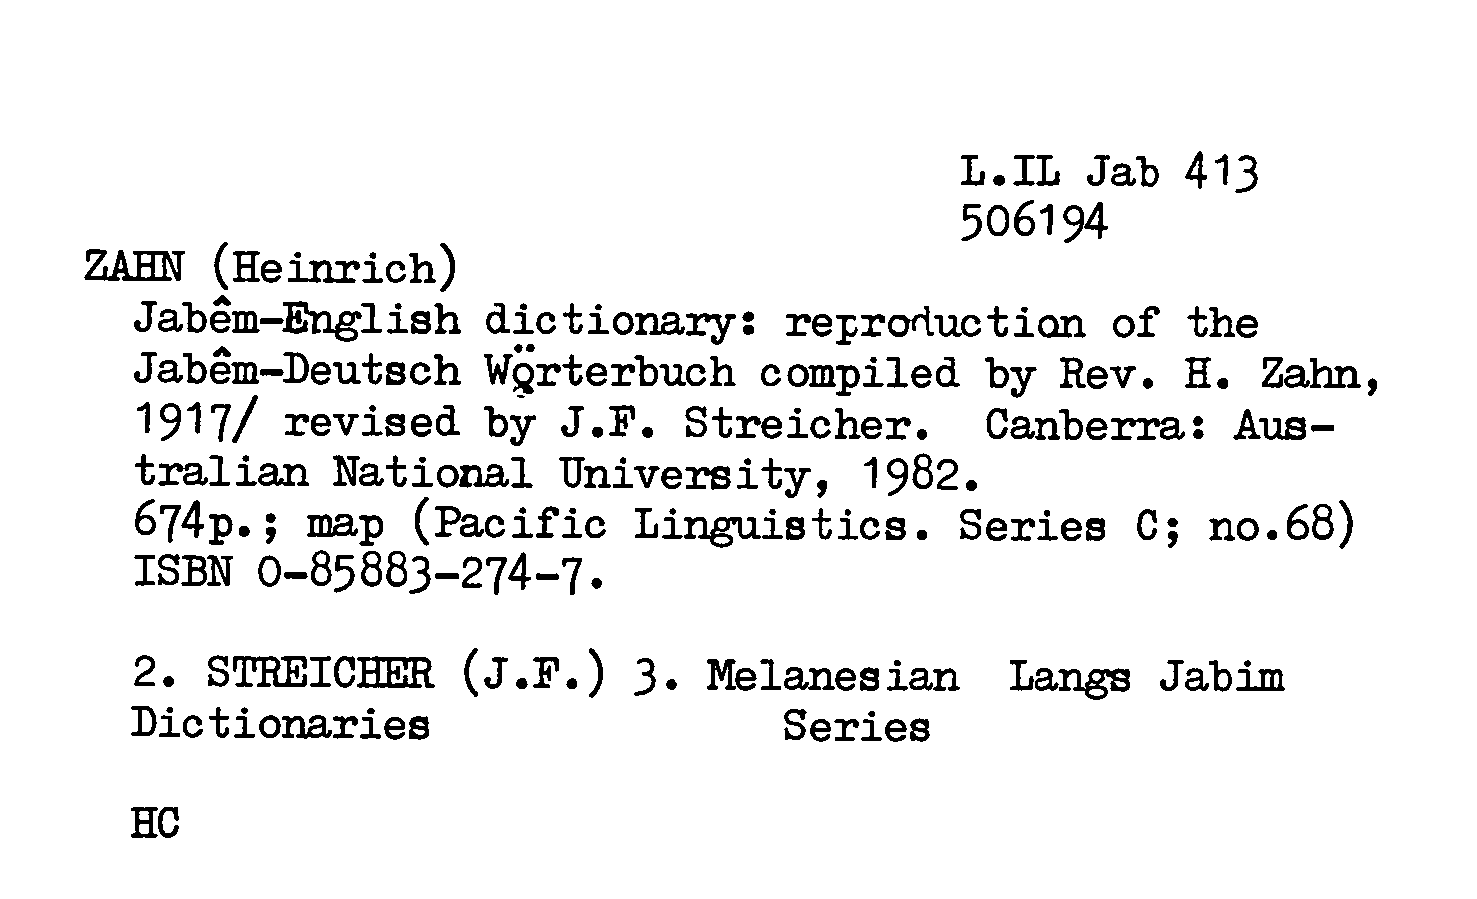 L.IL Jab 413
506194
ZAHN (Heinrich)
Jabêm-English dictionary: reproduction of the
Jabêm-Deutsch Wörterbuch compiled by Rev. H. Zahn,
1917/ revised by J.F. Streicher. Canberra: Aus-
tralian National University, 1982.
674p.; map (Pacific Linguistics. Series C; no.68)
ISBN 0-85883-274-7.
2. STREICHER (J.F.) 3. Melanesian Langs Jabim
Dictionaries Series
HC